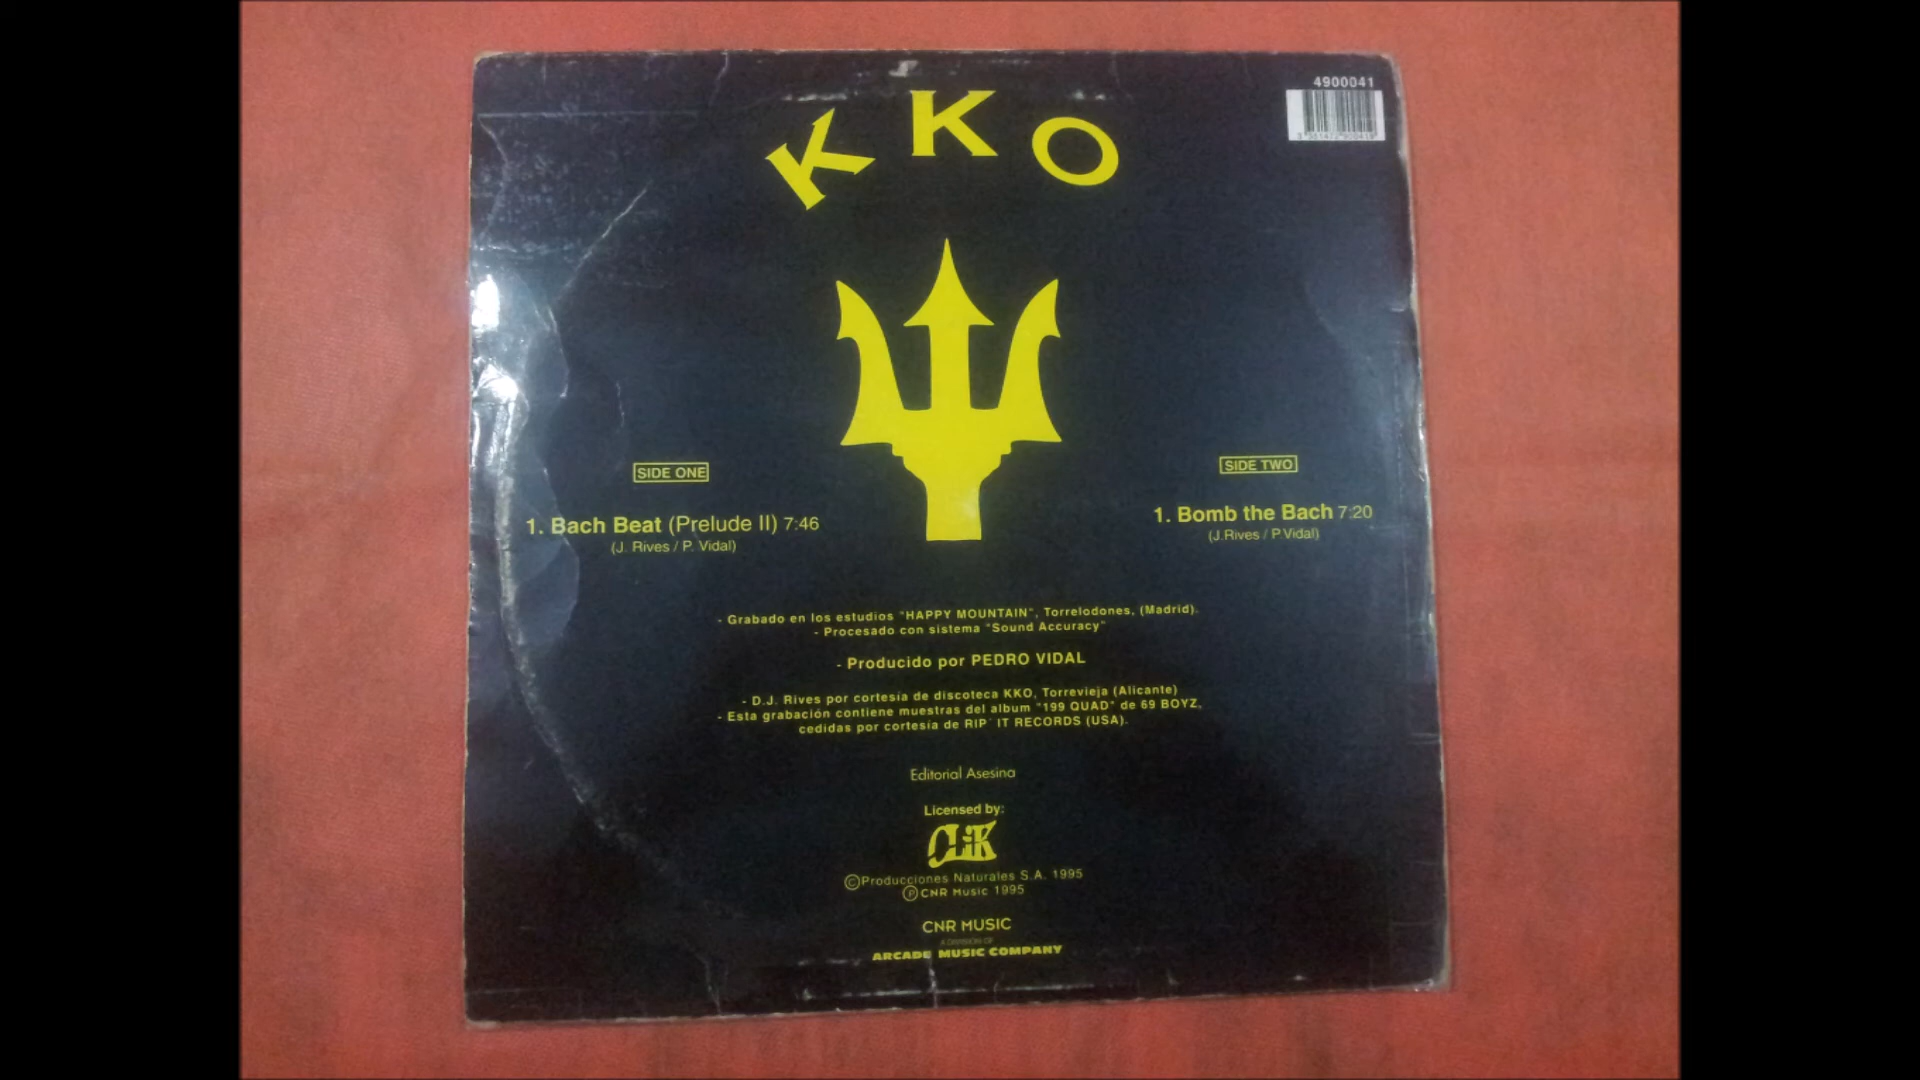 4900041
KKO
SIDE ONE
1. Bach Beat (Prelude II) 7:46
(J. Rives / P. Vidal)
SIDE TWO
1. Bomb the Bach 7:20
(J.Rives / P.Vidal)
- Grabado en los estudios "HAPPY MOUNTAIN", Torrelodones, (Madrid).
- Procesado con sistema "Sound Accuracy"
- Producido por PEDRO VIDAL
- D.J. Rives por cortesía de discoteca KKO, Torrevieja (Alicante)
- Esta grabación contiene muestras del album "199 QUAD" de 69 BOYZ,
cedidas por cortesía de RIP´ IT RECORDS (USA).
Editorial Asesina
Licensed by:
CLiK
©Producciones Naturales S.A. 1995
℗ CNR Music 1995
CNR MUSIC
A DIVISION OF
ARCADE MUSIC COMPANY